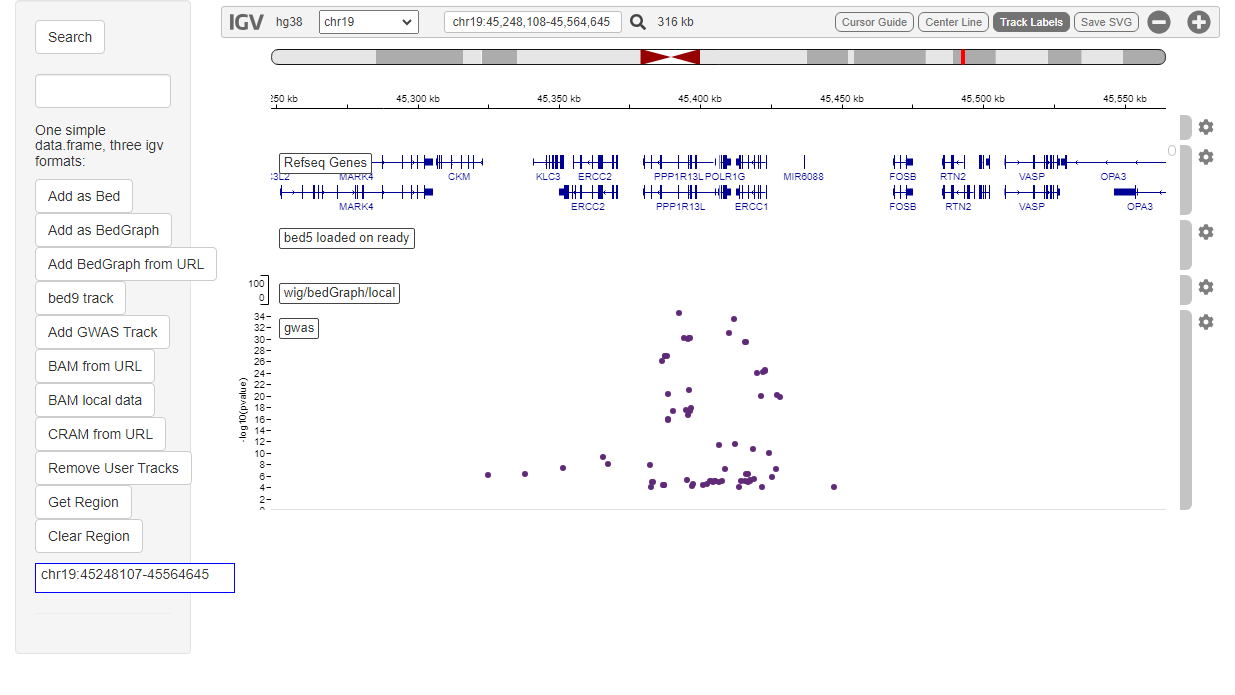 Search
One simple
data.frame, three igv
formats:
Add as Bed
Add as BedGraph
Add BedGraph from URL
bed9 track
Add GWAS Track
BAM from URL
BAM local data
CRAM from URL
Remove User Tracks
Get Region
Clear Region
chr19:45248107-45564645
IGV hg38 chr19 chr19:45,248,108-45,564,645 316 kb Cursor Guide Center Line Track Labels Save SVG
250 kb 45,300 kb 45,350 kb 45,400 kb 45,450 kb 45,500 kb 45,550 kb
Refseq Genes
C3L2 MARK4 CKM KLC3 ERCC2 PPP1R13L POLR1G MIR6088 FOSB RTN2 VASP OPA3
MARK4 ERCC2 PPP1R13L ERCC1 FOSB RTN2 VASP OPA3
bed5 loaded on ready
100
0
wig/bedGraph/local
gwas
-log10(pvalue)
34
32
30
28
26
24
22
20
18
16
14
12
10
8
6
4
2
0